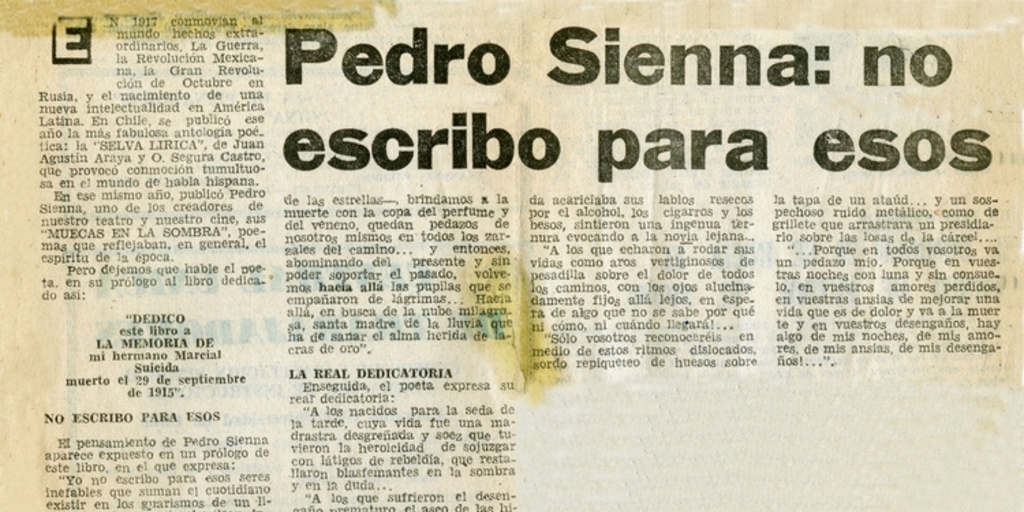 Pedro Sienna: no
escribo para esos
EN 1917 conmovían al
mundo hechos extra-
ordinarios. La Guerra,
la Revolución Mexica-
na, la Gran Revolu-
ción de Octubre en
Rusia, y el nacimiento de una
nueva intelectualidad en América
Latina. En Chile, se publicó ese
año la más fabulosa antología poé-
tica: la "SELVA LIRICA", de Juan
Agustín Araya y O. Segura Castro,
que provocó conmoción tumultuo-
sa en el mundo de habla hispana.
En ese mismo año, publicó Pedro
Sienna, uno de los creadores de
nuestro teatro y nuestro cine, sus
"MUECAS EN LA SOMBRA", poe-
mas que reflejaban, en general, el
espíritu de la época.
Pero dejemos que hable el poe-
ta, en su prólogo al libro dedica-
do así:
"DEDICO
este libro a
LA MEMORIA DE
mi hermano Marcial
Suicida
muerto el 29 de septiembre
de 1915".
NO ESCRIBO PARA ESOS
El pensamiento de Pedro Sienna
aparece expuesto en un prólogo de
este libro, en el que expresa:
"Yo no escribo para esos seres
inefables que suman el cuotidiano
existir en los guarismos de un li-
de las estrellas—, brindamos a la
muerte con la copa del perfume y
del veneno, quedan pedazos de
nosotros mismos en todos los zar-
zales del camino... y entonces,
abominando del presente y sin
poder soportar el pasado, volve-
mos hacia allá las pupilas que se
empañaron de lágrimas... Hacia
allá, en busca de la nube milagro-
sa, santa madre de la lluvia que
ha de sanar el alma herida de lá-
cras de oro".
LA REAL DEDICATORIA
Enseguida, el poeta expresa su
real dedicatoria:
"A los nacidos para la seda de
la tarde, cuya vida fue una ma-
drastra desgreñada y soez que tu-
vieron la heroicidad de sojuzgar
con látigos de rebeldía, que resta-
llaron blasfemantes en la sombra
y en la duda...
"A los que sufrieron el desen-
gaño prematuro, el asco de las hi-
da acariciaba sus labios resecos
por el alcohol, los cigarros y los
besos, sintieron una ingenua ter-
nura evocando a la novia lejana...
"A los que echaron a rodar sus
vidas como aros vertiginosos de
pesadilla sobre el dolor de todos
los caminos, con los ojos alucina-
damente fijos allá lejos, en espe-
ra de algo que no se sabe por qué
ni cómo, ni cuándo llegará!...
"Sólo vosotros reconoceréis en
medio de estos ritmos dislocados,
sordo repiqueteo de huesos sobre
la tapa de un ataúd... y un sos-
pechoso ruido metálico, como de
grillete que arrastrara un presidia-
rio sobre las losas de la cárcel...
"...Porque en todos vosotros va
un pedazo mío. Porque en vues-
tras noches con luna y sin consue-
lo, en vuestros amores perdidos,
en vuestras ansias de mejorar una
vida que es de dolor y va a la muer
te y en vuestros desengaños, hay
algo de mis noches, de mis amo-
res, de mis ansias, de mis desenga-
ños!...".